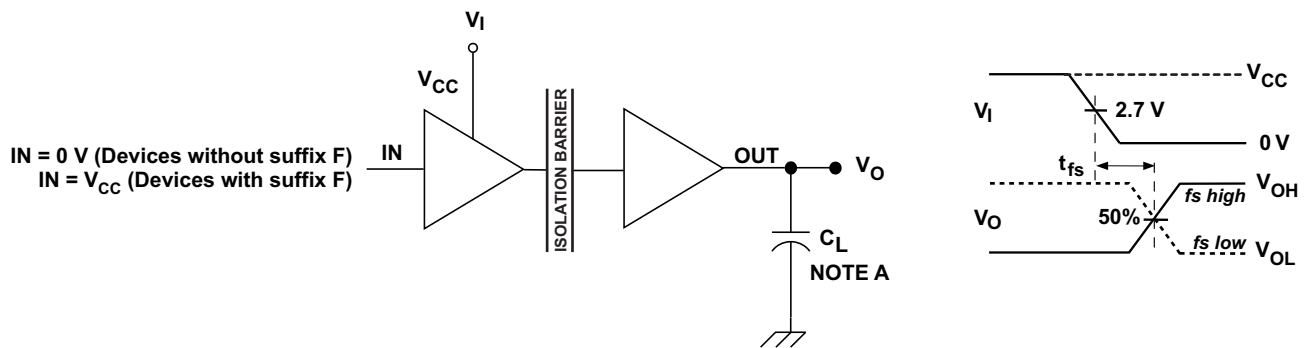 V_I
V_CC
ISOLATION BARRIER
IN = 0 V (Devices without suffix F)
IN = V_CC (Devices with suffix F)
IN
OUT
V_O
C_L
NOTE A
V_CC
V_I
2.7 V
0 V
t_fs
V_OH
fs high
V_O
50%
fs low
V_OL